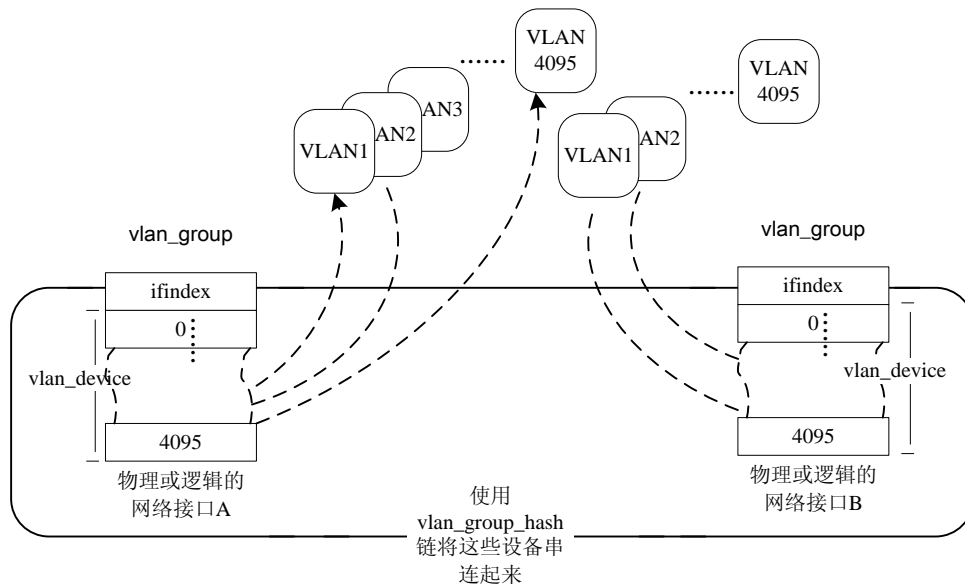 VLAN
4095
......
AN3
AN2
VLAN1
VLAN
4095
......
AN2
VLAN1
vlan_group
ifindex
0
vlan_device
4095
物理或逻辑的
网络接口A
vlan_group
ifindex
0
vlan_device
4095
物理或逻辑的
网络接口B
使用
vlan_group_hash
链将这些设备串
连起来